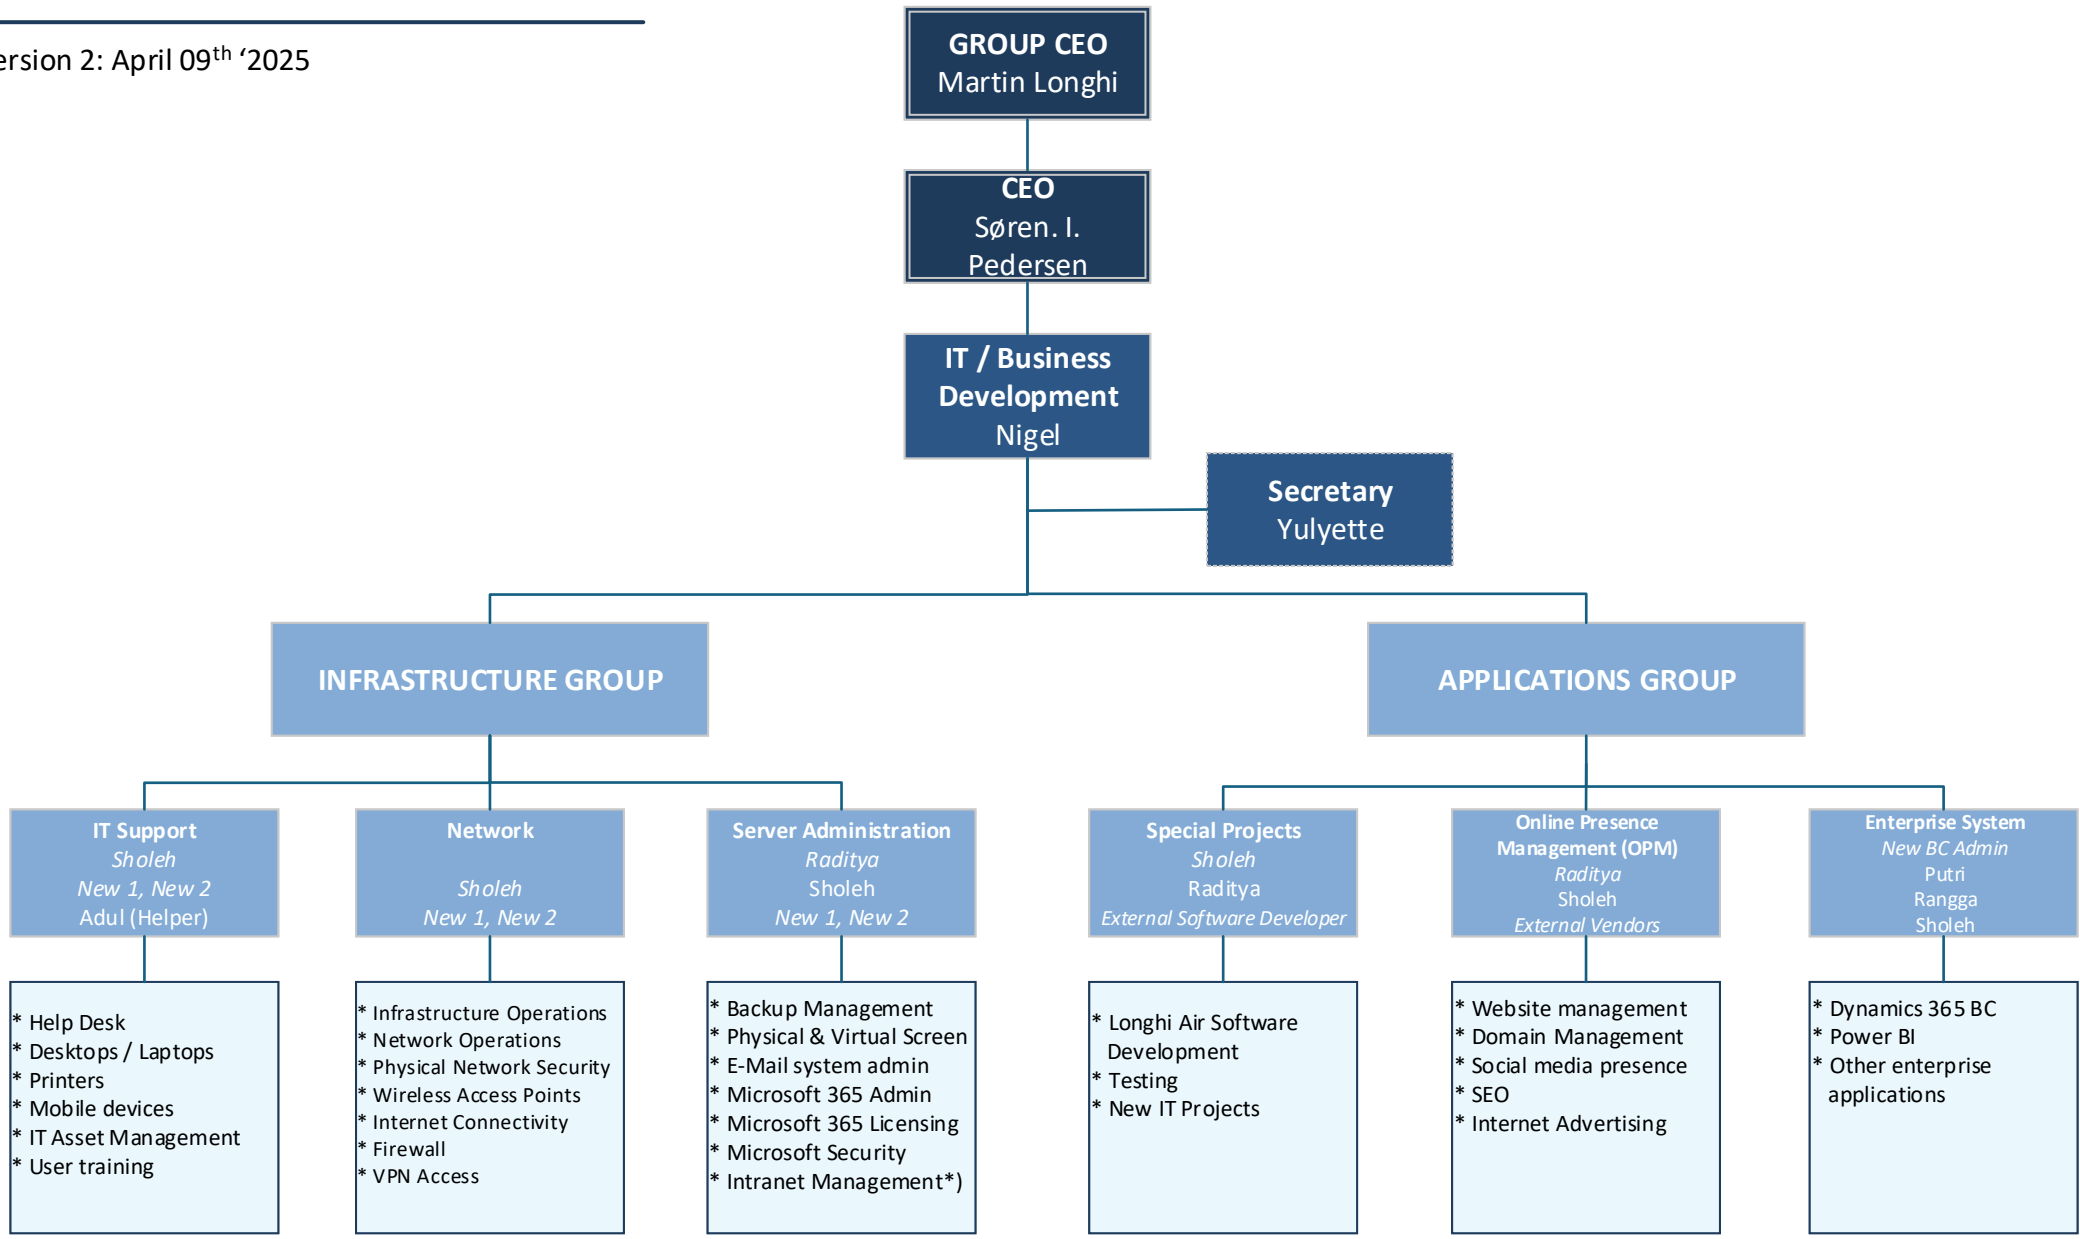 ersion 2: April 09th ‘2025
GROUP CEO
Martin Longhi
CEO
Søren. I.
Pedersen
IT / Business
Development
Nigel
Secretary
Yulyette
INFRASTRUCTURE GROUP
APPLICATIONS GROUP
IT Support
Sholeh
New 1, New 2
Adul (Helper)
Network
Sholeh
New 1, New 2
Server Administration
Raditya
Sholeh
New 1, New 2
Special Projects
Sholeh
Raditya
External Software Developer
Online Presence
Management (OPM)
Raditya
Sholeh
External Vendors
Enterprise System
New BC Admin
Putri
Rangga
Sholeh
* Help Desk
* Desktops / Laptops
* Printers
* Mobile devices
* IT Asset Management
* User training
* Infrastructure Operations
* Network Operations
* Physical Network Security
* Wireless Access Points
* Internet Connectivity
* Firewall
* VPN Access
* Backup Management
* Physical & Virtual Screen
* E-Mail system admin
* Microsoft 365 Admin
* Microsoft 365 Licensing
* Microsoft Security
* Intranet Management*)
* Longhi Air Software
Development
* Testing
* New IT Projects
* Website management
* Domain Management
* Social media presence
* SEO
* Internet Advertising
* Dynamics 365 BC
* Power BI
* Other enterprise
applications